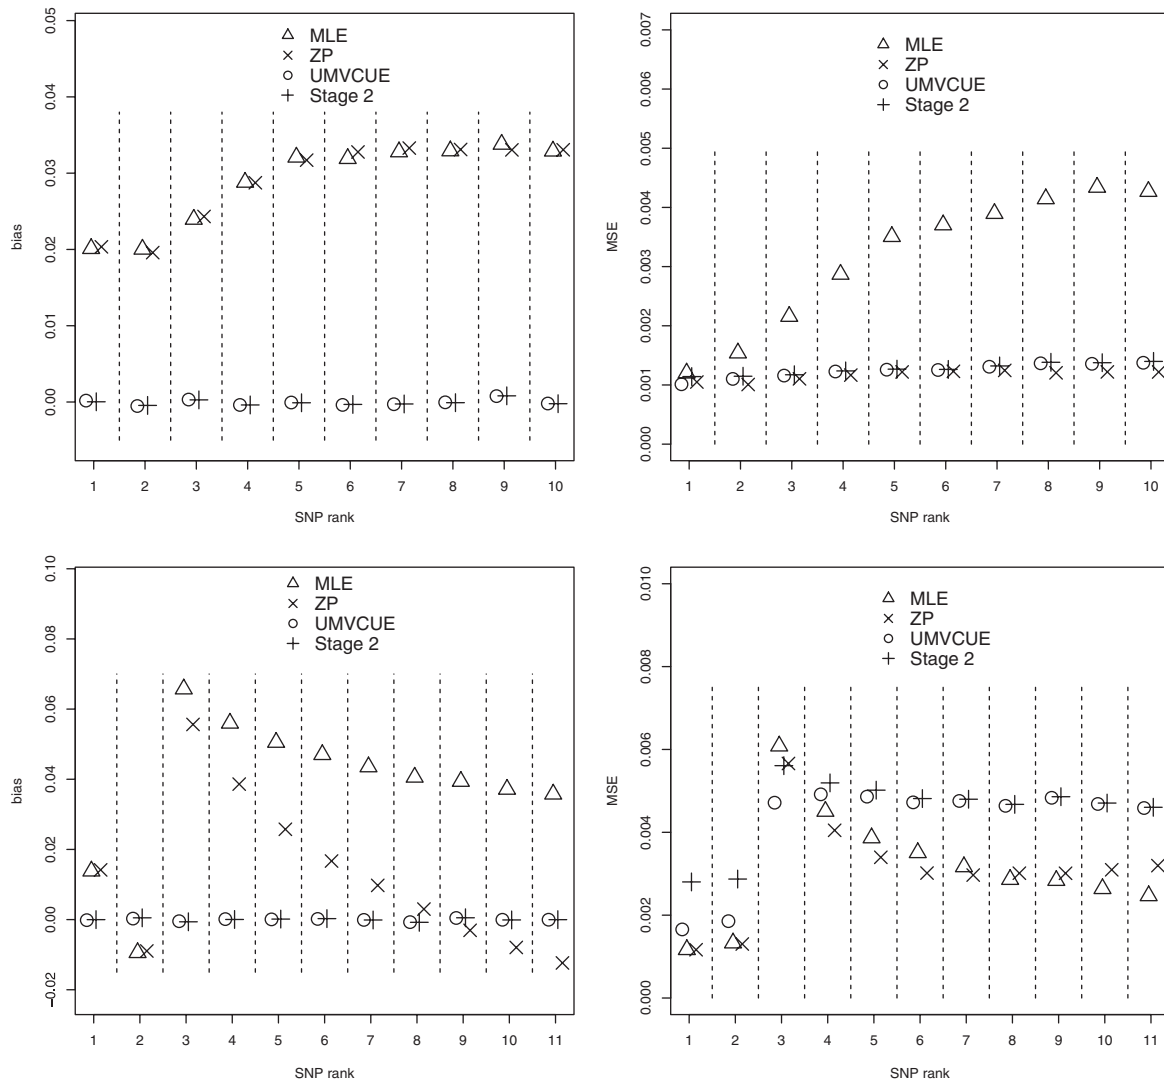 MLE
ZP
UMVCUE
Stage 2
bias
0.00 0.01 0.02 0.03 0.04 0.05
1 2 3 4 5 6 7 8 9 10
SNP rank
MLE
ZP
UMVCUE
Stage 2
MSE
0.000 0.001 0.002 0.003 0.004 0.005 0.006 0.007
1 2 3 4 5 6 7 8 9 10
SNP rank
MLE
ZP
UMVCUE
Stage 2
bias
−0.02 0.00 0.02 0.04 0.06 0.08 0.10
1 2 3 4 5 6 7 8 9 10 11
SNP rank
MLE
ZP
UMVCUE
Stage 2
MSE
0.000 0.002 0.004 0.006 0.008 0.010
1 2 3 4 5 6 7 8 9 10 11
SNP rank